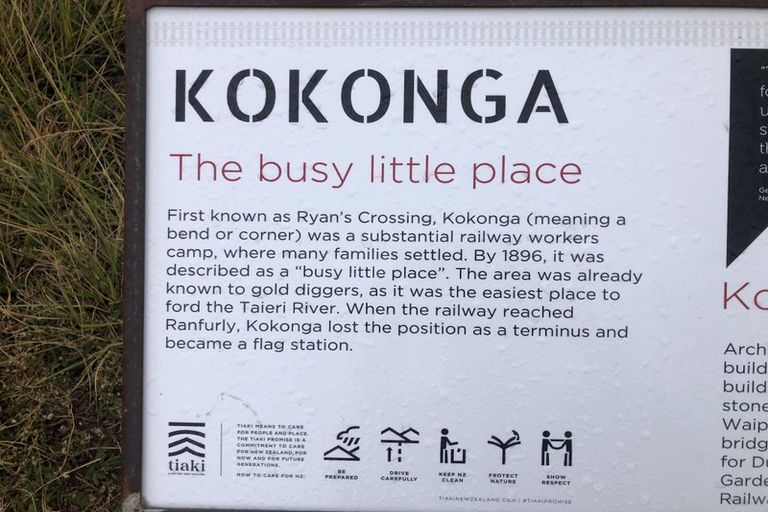 KOKONGA
The busy little place
First known as Ryan's Crossing, Kokonga (meaning a
bend or corner) was a substantial railway workers
camp, where many families settled. By 1896, it was
described as a "busy little place". The area was already
known to gold diggers, as it was the easiest place to
ford the Taieri River. When the railway reached
Ranfurly, Kokonga lost the position as a terminus and
became a flag station.
tiaki
TIAKI MEANS TO CARE
FOR PEOPLE AND PLACE.
THE TIAKI PROMISE IS A
COMMITMENT TO CARE
FOR NEW ZEALAND, FOR
NOW AND FOR FUTURE
GENERATIONS.
HOW TO CARE FOR NZ:
BE
PREPARED
DRIVE
CAREFULLY
KEEP NZ
CLEAN
PROTECT
NATURE
SHOW
RESPECT
TIAKINEWZEALAND.COM | #TIAKIPROMISE
Ko
Arch
build
build
stone
Waip
bridg
for Du
Garde
Railw